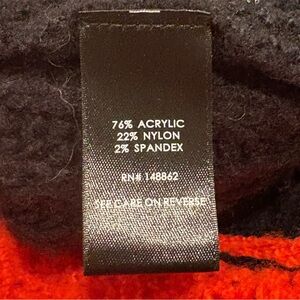 76% ACRYLIC
22% NYLON
2% SPANDEX
RN# 148862
SEE CARE ON REVERSE